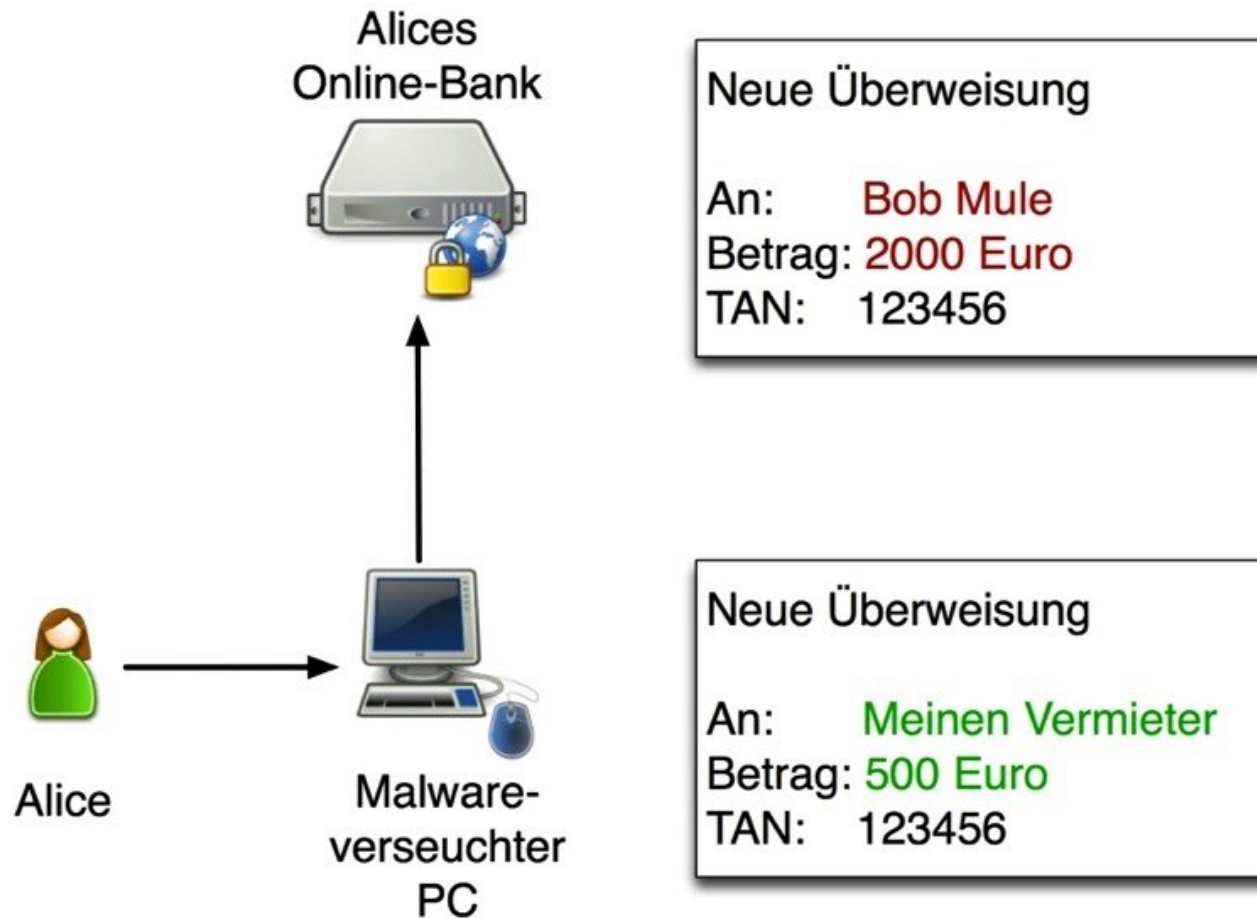 Alices
Online-Bank
Neue Überweisung
An: Bob Mule
Betrag: 2000 Euro
TAN: 123456
Alice
Malware-
verseuchter
PC
Neue Überweisung
An: Meinen Vermieter
Betrag: 500 Euro
TAN: 123456